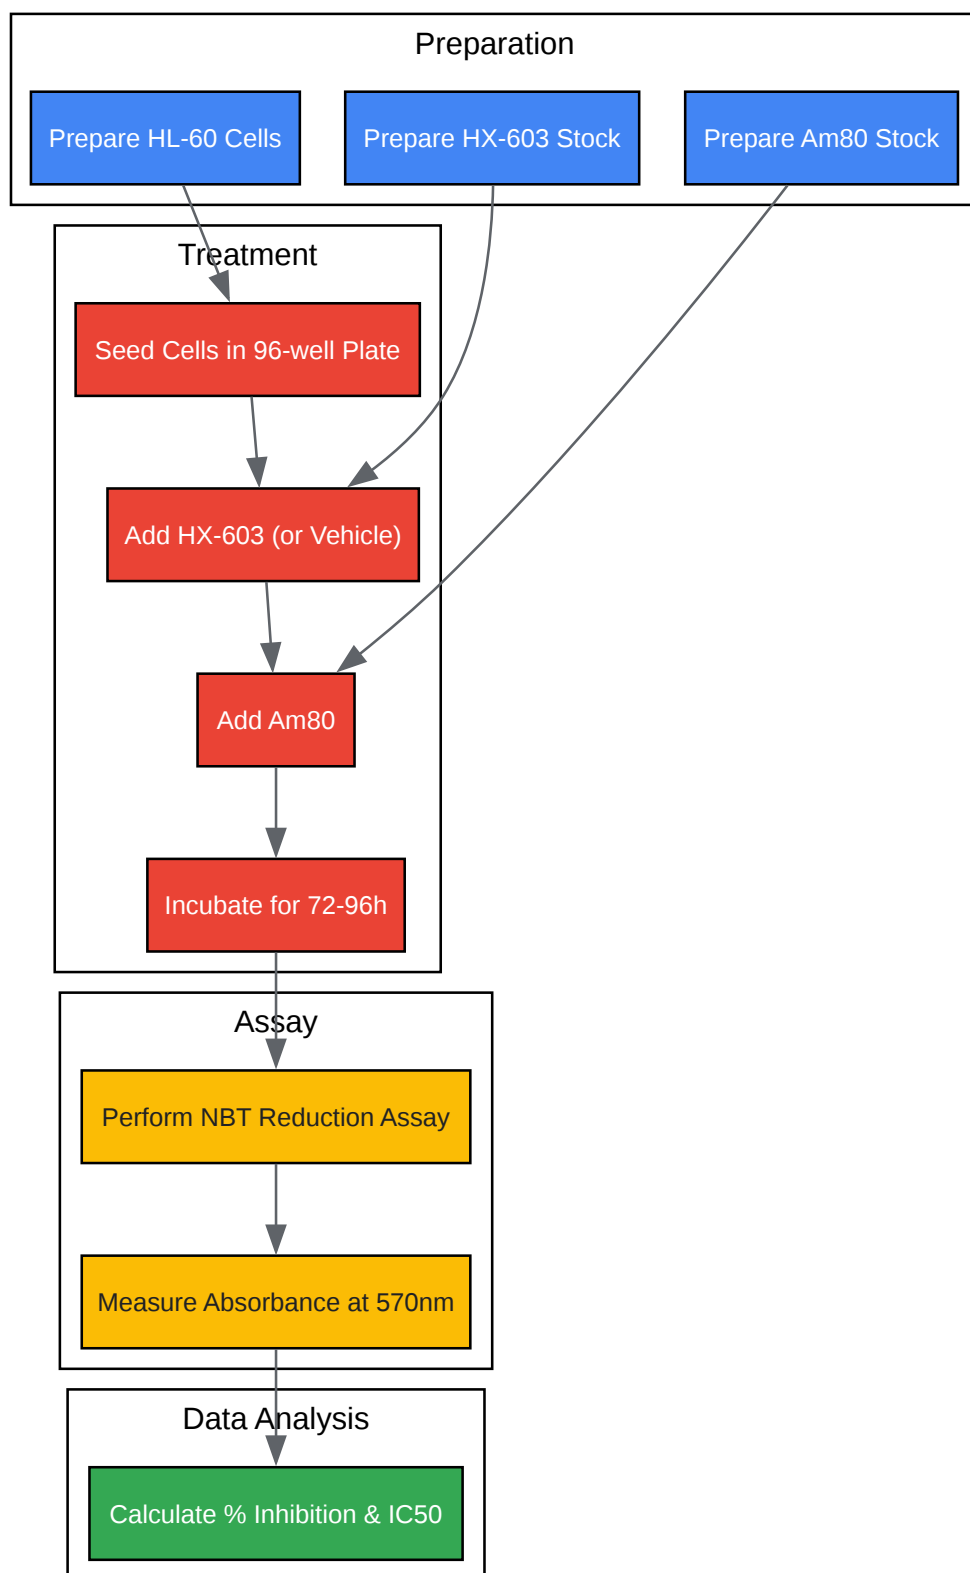 Preparation
Prepare HL-60 Cells
Prepare HX-603 Stock
Prepare Am80 Stock
Treatment
Seed Cells in 96-well Plate
Add HX-603 (or Vehicle)
Add Am80
Incubate for 72-96h
Assay
Perform NBT Reduction Assay
Measure Absorbance at 570nm
Data Analysis
Calculate % Inhibition & IC50